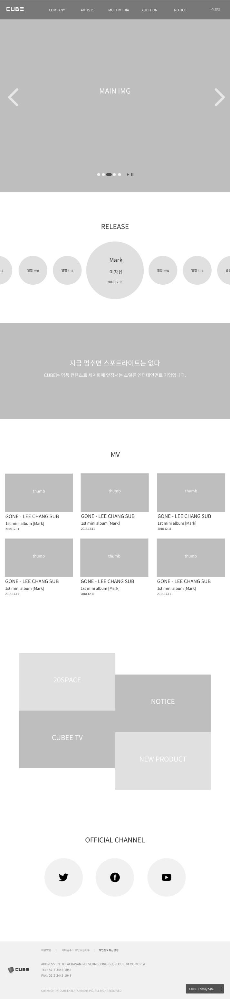 CUBE
COMPANY ARTISTS MULTIMEDIA AUDITION NOTICE 사이트맵
MAIN IMG
RELEASE
ng 앨범 img 앨범 img
Mark
이창섭
2018.12.11
앨범 img 앨범 img 앨범
지금 멈추면 스포트라이트는 없다
CUBE는 명품 컨텐츠로 세계화에 앞장서는 초일류 엔터테인먼트 기업입니다.
MV
thumb thumb thumb
GONE - LEE CHANG SUB GONE - LEE CHANG SUB GONE - LEE CHANG SUB
1st mini album [Mark] 1st mini album [Mark] 1st mini album [Mark]
2018.12.11 2018.12.11 2018.12.11
thumb thumb thumb
GONE - LEE CHANG SUB GONE - LEE CHANG SUB GONE - LEE CHANG SUB
1st mini album [Mark] 1st mini album [Mark] 1st mini album [Mark]
2018.12.11 2018.12.11 2018.12.11
20SPACE
NOTICE
CUBEE TV
NEW PRODUCT
OFFICIAL CHANNEL
이용약관 | 이메일주소 무단수집거부 | 개인정보취급방침
CUBE
ADDRESS : 7F, 83, ACHASAN-RO, SEONGDONG-GU, SEOUL, 04793 KOREA
TEL : 82-2-3445-1045
FAX : 02-2-3445-1048
COPYRIGHT ⓒ CUBE ENTERTAINMENT INC, ALL RIGHT RESERVED.
CUBE Family Site